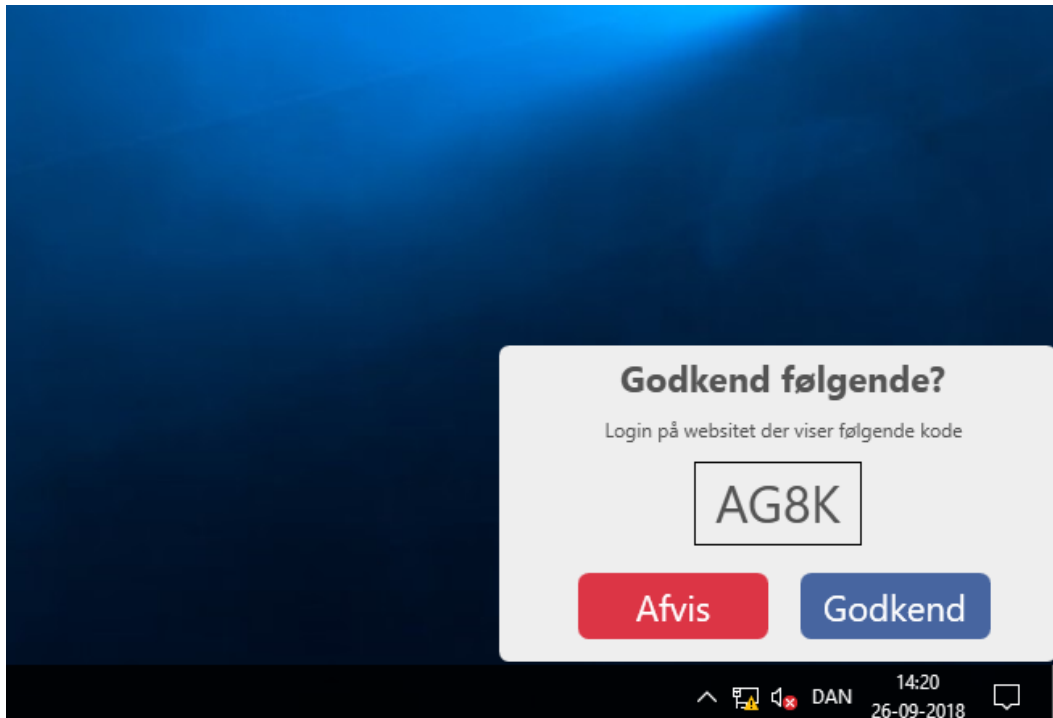 Godkend følgende?
Login på websitet der viser følgende kode
AG8K
Afvis Godkend
DAN 14:20
26-09-2018